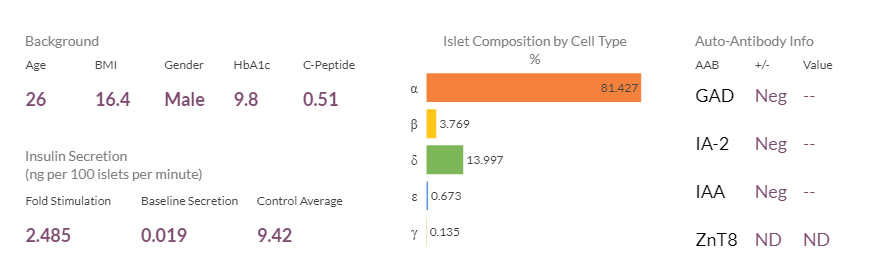 Background
Age BMI Gender HbA1c C-Peptide
26 16.4 Male 9.8 0.51
Insulin Secretion
(ng per 100 islets per minute)
Fold Stimulation Baseline Secretion Control Average
2.485 0.019 9.42
Islet Composition by Cell Type
%
α 81.427
β 3.769
δ 13.997
ε 0.673
γ 0.135
Auto-Antibody Info
AAB +/- Value
GAD Neg --
IA-2 Neg --
IAA Neg --
ZnT8 ND ND